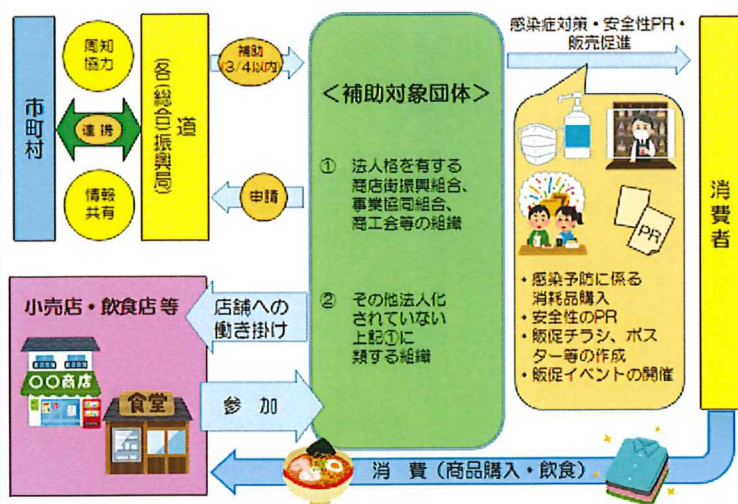 市町村
周知
協力
連携
情報
共有
道
(各(総合)振興局)
補助
(3/4以内)
申請
<補助対象団体>
① 法人格を有する
商店街振興組合、
事業協同組合、
商工会等の組織
② その他法人化
されていない
上記①に
類する組織
感染症対策・安全性PR・
販売促進
PR
・感染予防に係る
消耗品購入
・安全性のPR
・販促チラシ、ポス
ター等の作成
・販促イベントの開催
消費者
小売店・飲食店等
〇〇商店
食堂
店舗への
働き掛け
参加
消費(商品購入・飲食)